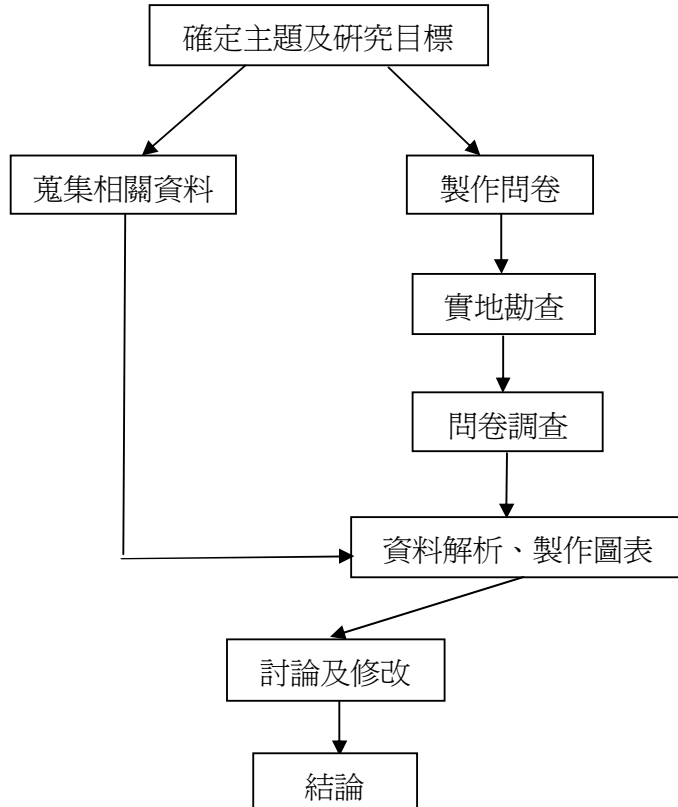 確定主題及研究目標
蒐集相關資料
製作問卷
實地勘查
問卷調查
資料解析、製作圖表
討論及修改
結論